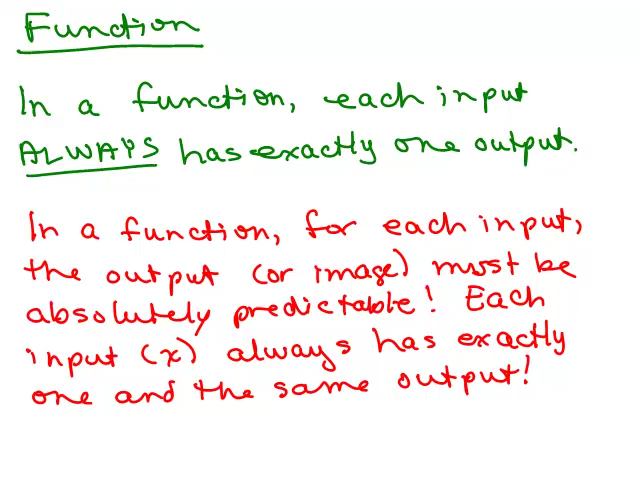 Function
In a function, each input
ALWAYS has exactly one output.
In a function, for each input,
the output (or image) must be
absolutely predictable! Each
input (x) always has exactly
one and the same output!